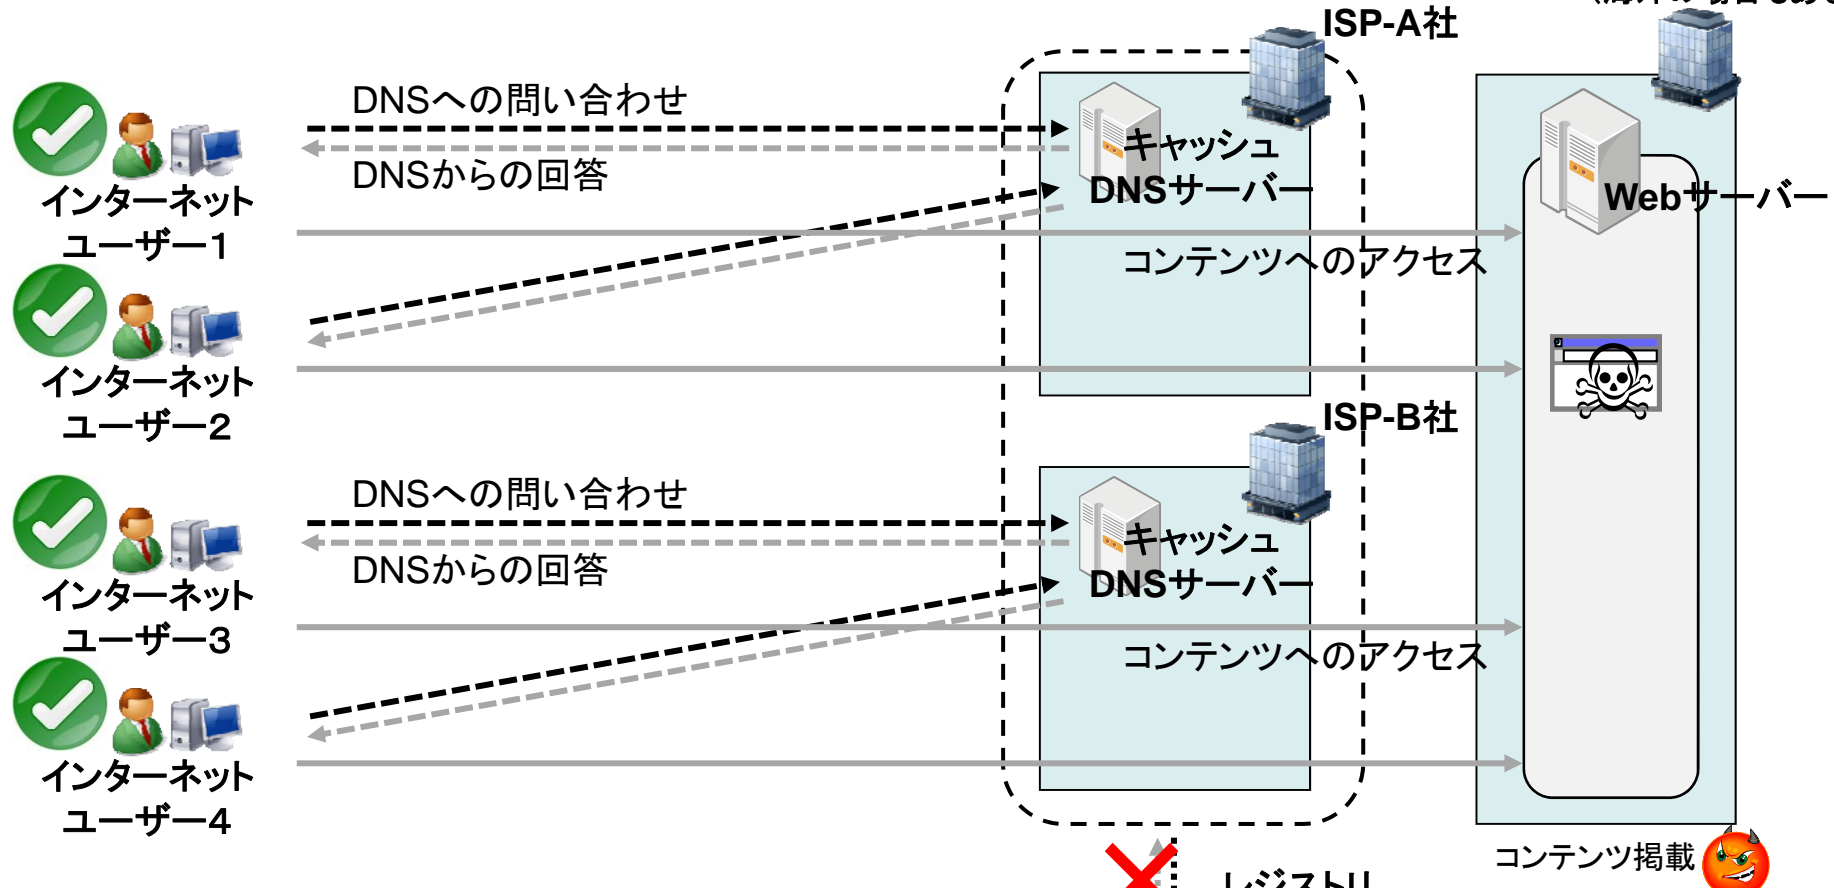 ISP-A社
DNSへの問い合わせ
DNSからの回答
キャッシュ
DNSサーバー
Webサーバー
インターネット
ユーザー1
コンテンツへのアクセス
インターネット
ユーザー2
ISP-B社
DNSへの問い合わせ
DNSからの回答
キャッシュ
DNSサーバー
インターネット
ユーザー3
コンテンツへのアクセス
インターネット
ユーザー4
コンテンツ掲載
レジストリ